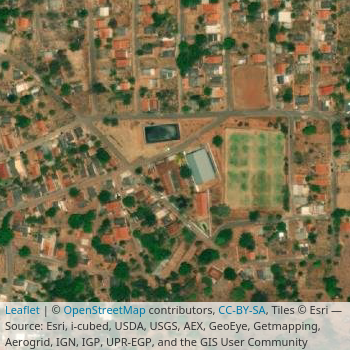 Leaflet | © OpenStreetMap contributors, CC-BY-SA, Tiles © Esri —
Source: Esri, i-cubed, USDA, USGS, AEX, GeoEye, Getmapping,
Aerogrid, IGN, IGP, UPR-EGP, and the GIS User Community